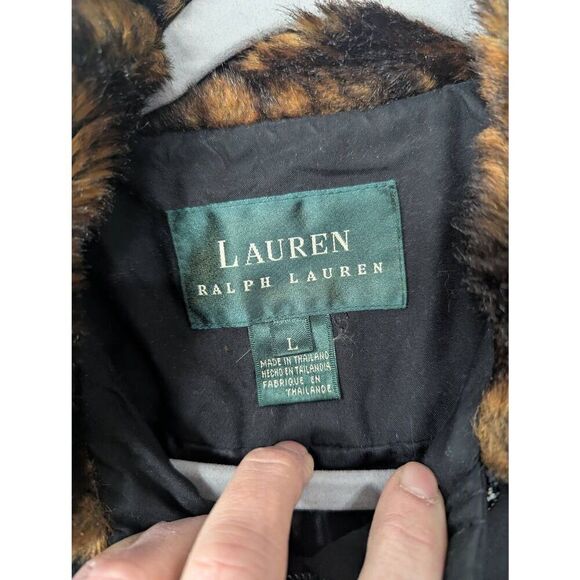 LAUREN
RALPH LAUREN
L
MADE IN THAILAND
HECHO EN TAILANDIA
FABRIQUE EN
THAILANDE